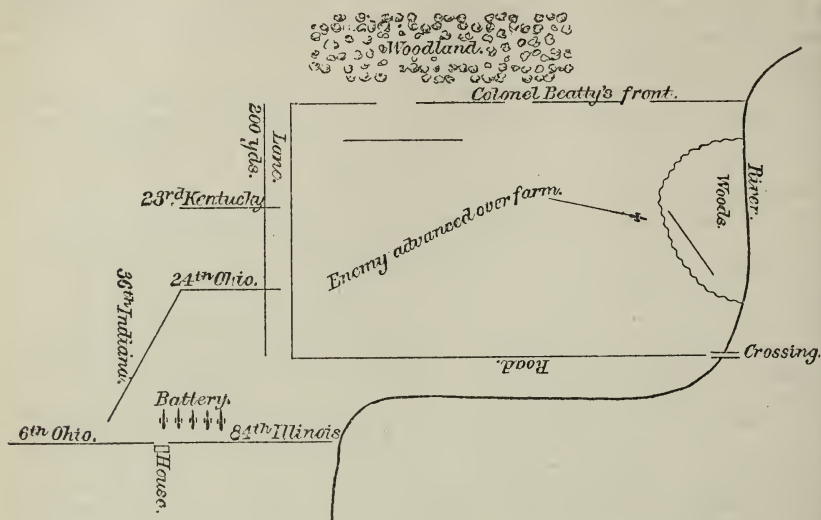 Woodland.
Colonel Beatty's front.
200 yds.
Lane.
River.
Woods.
23rd Kentucky
Enemy advanced over farm.
24th Ohio.
36th Indiana.
Road.
Crossing.
Battery.
6th Ohio.
84th Illinois
House.